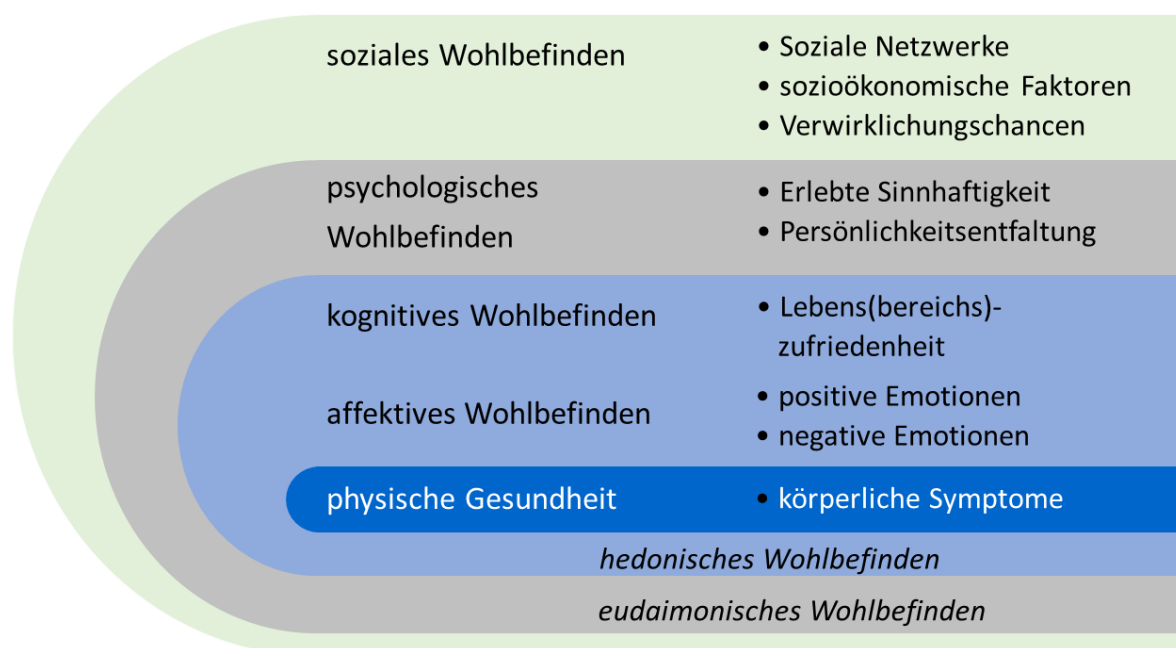 soziales Wohlbefinden
• Soziale Netzwerke
• sozioökonomische Faktoren
• Verwirklichungschancen
psychologisches
Wohlbefinden
• Erlebte Sinnhaftigkeit
• Persönlichkeitsentfaltung
kognitives Wohlbefinden
• Lebens(bereichs)-
zufriedenheit
affektives Wohlbefinden
• positive Emotionen
• negative Emotionen
physische Gesundheit
• körperliche Symptome
hedonisches Wohlbefinden
eudaimonisches Wohlbefinden